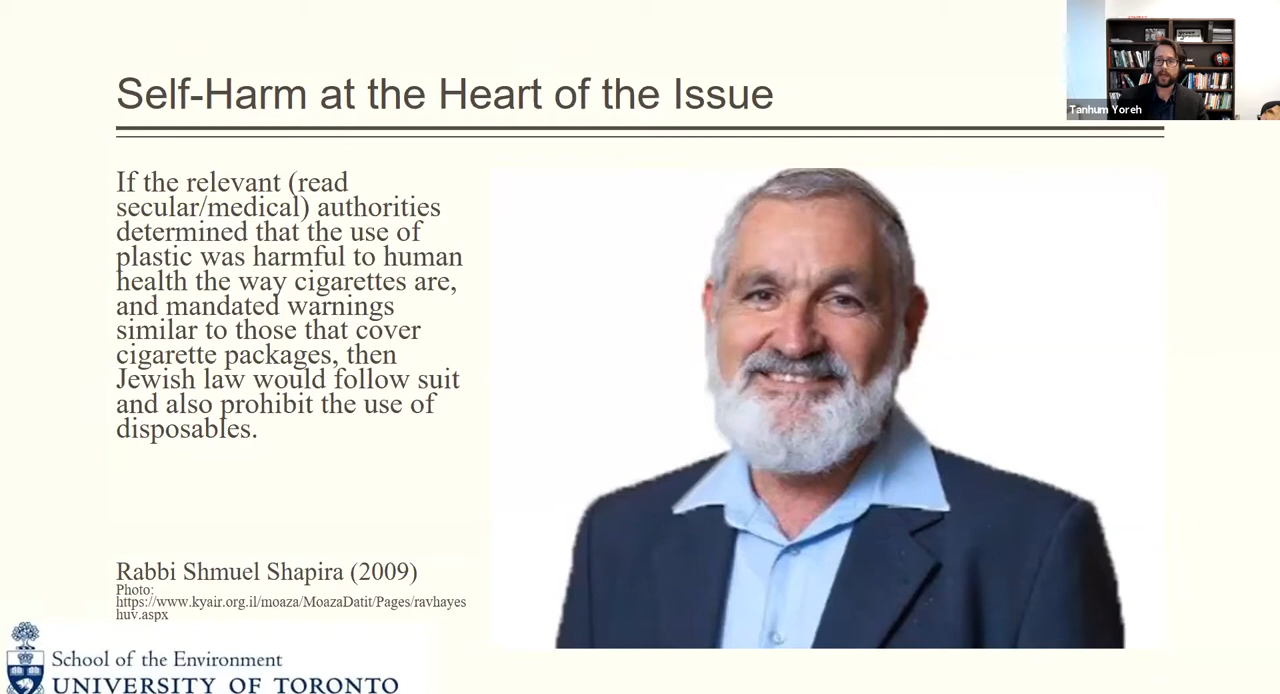 Self-Harm at the Heart of the Issue
Tanhum Yoreh
If the relevant (read
secular/medical) authorities
determined that the use of
plastic was harmful to human
health the way cigarettes are,
and mandated warnings
similar to those that cover
cigarette packages, then
Jewish law would follow suit
and also prohibit the use of
disposables.
Rabbi Shmuel Shapira (2009)
Photo:
https://www.kyair.org.il/moaza/MoazaDatit/Pages/ravhayes
huv.aspx
School of the Environment
UNIVERSITY OF TORONTO